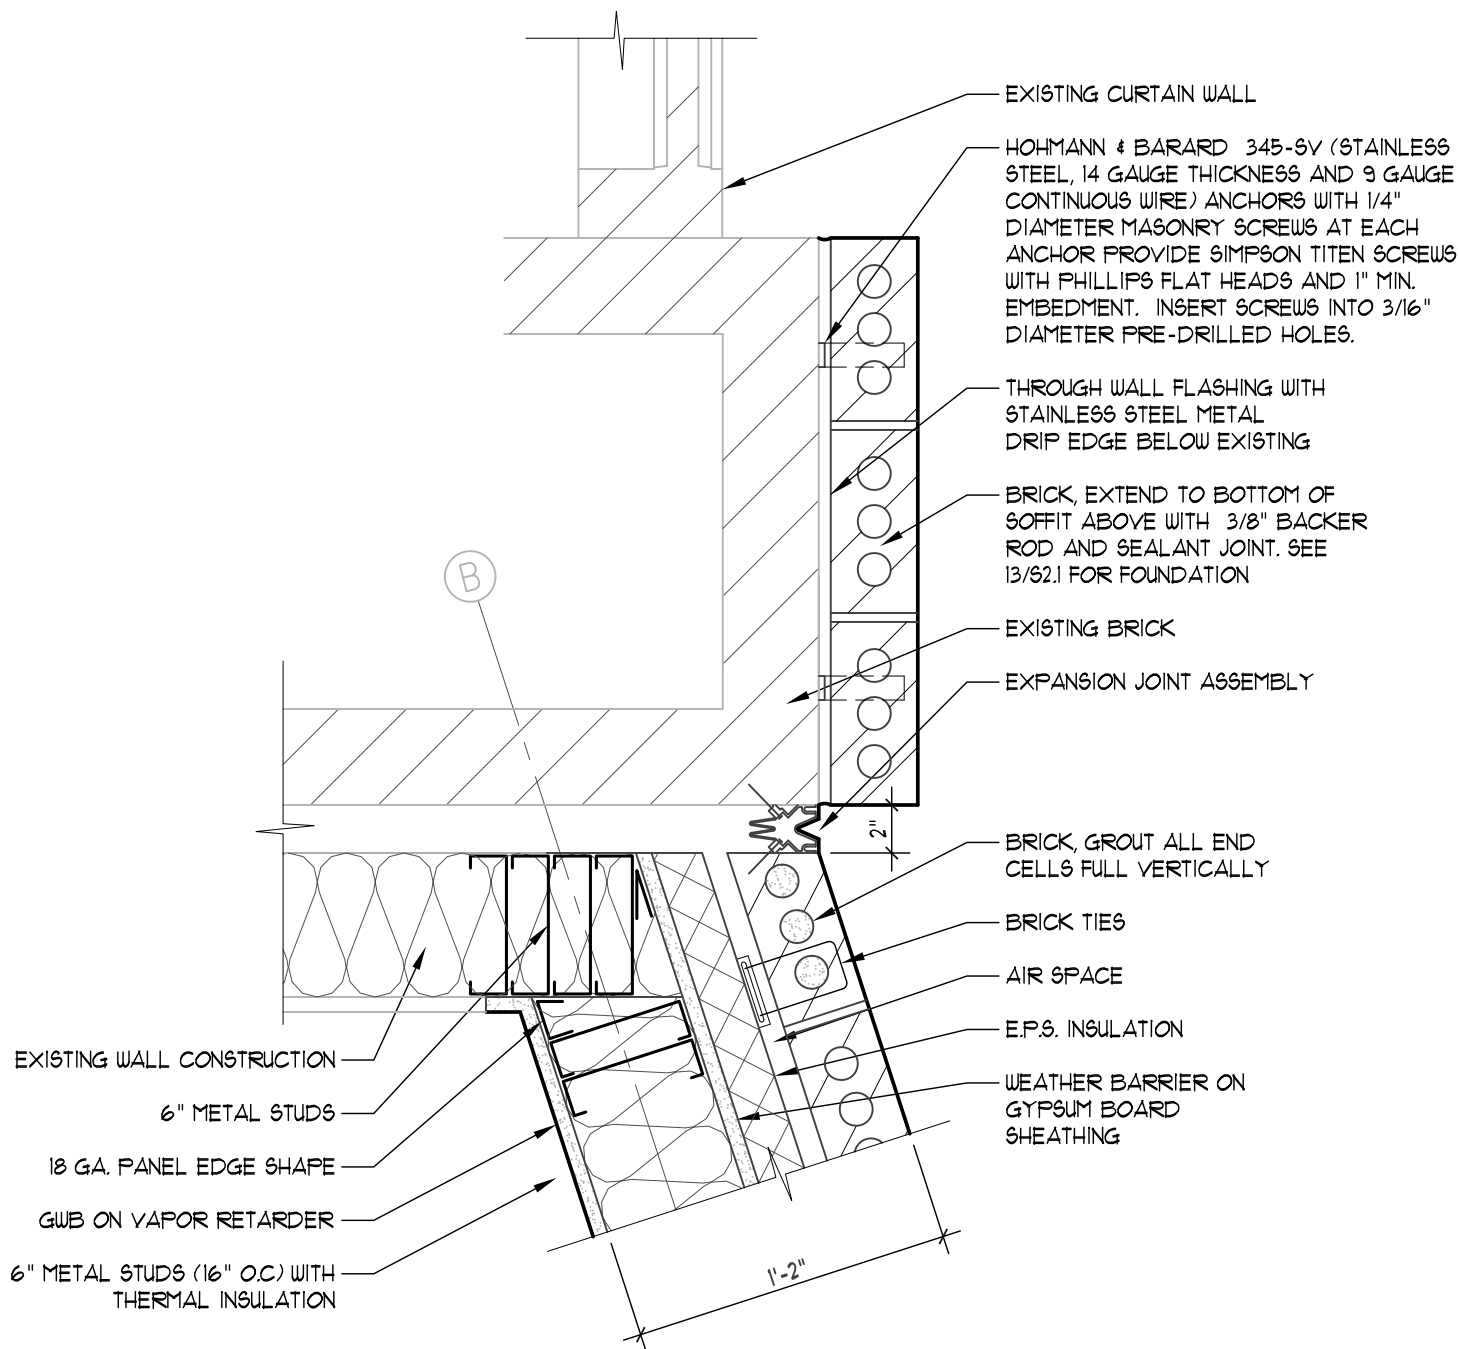 EXISTING CURTAIN WALL
HOHMANN & BARARD 345-SV (STAINLESS
STEEL, 14 GAUGE THICKNESS AND 9 GAUGE
CONTINUOUS WIRE) ANCHORS WITH 1/4"
DIAMETER MASONRY SCREWS AT EACH
ANCHOR PROVIDE SIMPSON TITEN SCREWS
WITH PHILLIPS FLAT HEADS AND 1" MIN.
EMBEDMENT. INSERT SCREWS INTO 3/16"
DIAMETER PRE-DRILLED HOLES.
THROUGH WALL FLASHING WITH
STAINLESS STEEL METAL
DRIP EDGE BELOW EXISTING
BRICK, EXTEND TO BOTTOM OF
SOFFIT ABOVE WITH 3/8" BACKER
ROD AND SEALANT JOINT. SEE
13/S2.1 FOR FOUNDATION
B
EXISTING BRICK
EXPANSION JOINT ASSEMBLY
2"
BRICK, GROUT ALL END
CELLS FULL VERTICALLY
BRICK TIES
AIR SPACE
E.P.S. INSULATION
WEATHER BARRIER ON
GYPSUM BOARD
SHEATHING
EXISTING WALL CONSTRUCTION
6" METAL STUDS
18 GA. PANEL EDGE SHAPE
GWB ON VAPOR RETARDER
6" METAL STUDS (16" O.C) WITH
THERMAL INSULATION
1'-2"